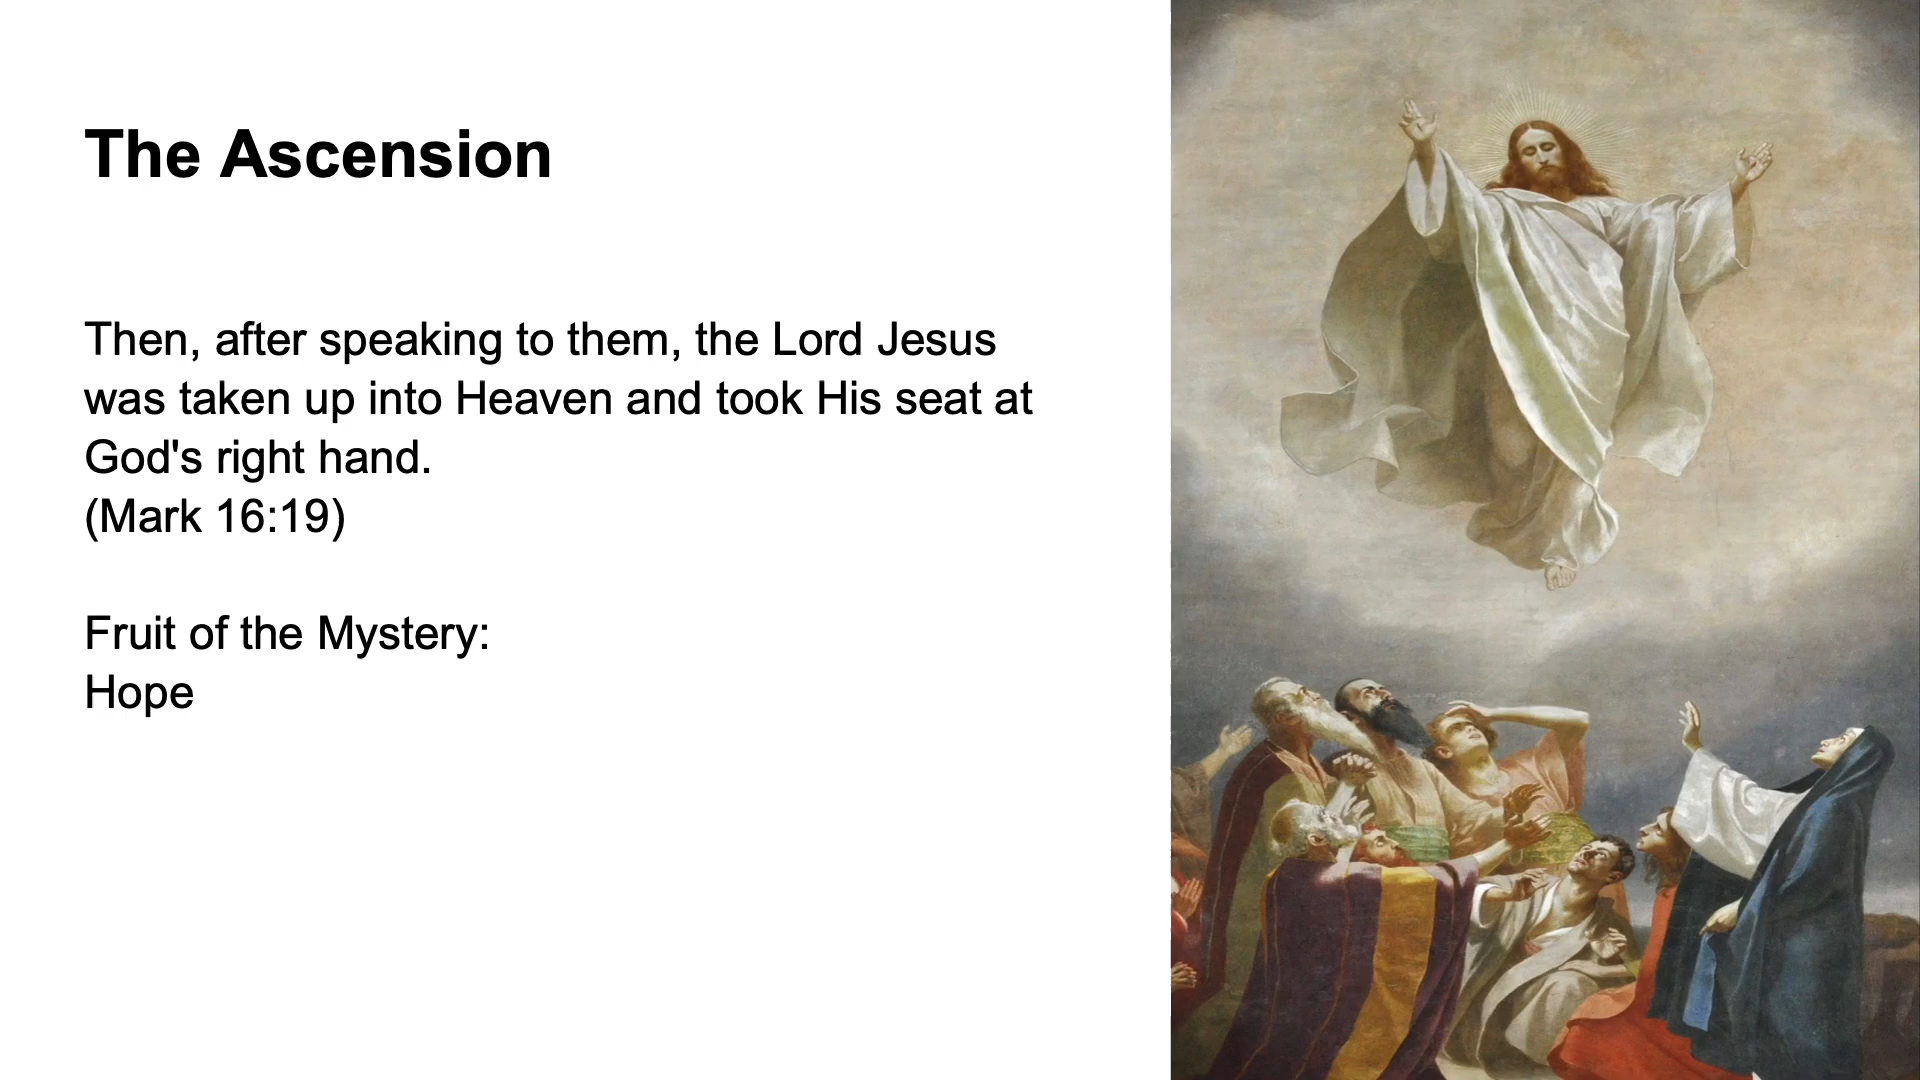 The Ascension
Then, after speaking to them, the Lord Jesus
was taken up into Heaven and took His seat at
God's right hand.
(Mark 16:19)
Fruit of the Mystery:
Hope